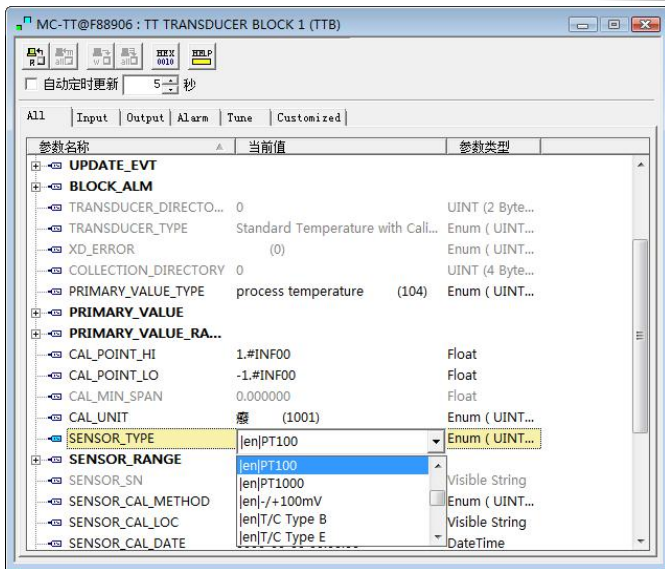 MC-TT@F88906 : TT TRANSDUCER BLOCK 1 (TTB)
R all w all HEX 0010 HELP
自动定时更新 5 秒
All Input Output Alarm Tune Customized
参数名称 当前值 参数类型
UPDATE_EVT
BLOCK_ALM
TRANSDUCER_DIRECTO... 0 UINT (2 Byte...
TRANSDUCER_TYPE Standard Temperature with Cali... Enum ( UINT...
XD_ERROR (0) Enum ( UINT...
COLLECTION_DIRECTORY 0 UINT (4 Byte...
PRIMARY_VALUE_TYPE process temperature (104) Enum ( UINT...
PRIMARY_VALUE
PRIMARY_VALUE_RA...
CAL_POINT_HI 1.#INF00 Float
CAL_POINT_LO -1.#INF00 Float
CAL_MIN_SPAN 0.000000 Float
CAL_UNIT (1001) Enum ( UINT...
SENSOR_TYPE |en|PT100 Enum ( UINT...
SENSOR_RANGE |en|PT100
SENSOR_SN |en|PT1000 Visible String
SENSOR_CAL_METHOD |en|-/+100mV Enum ( UINT...
SENSOR_CAL_LOC |en|T/C Type B Visible String
SENSOR_CAL_DATE |en|T/C Type E DateTime